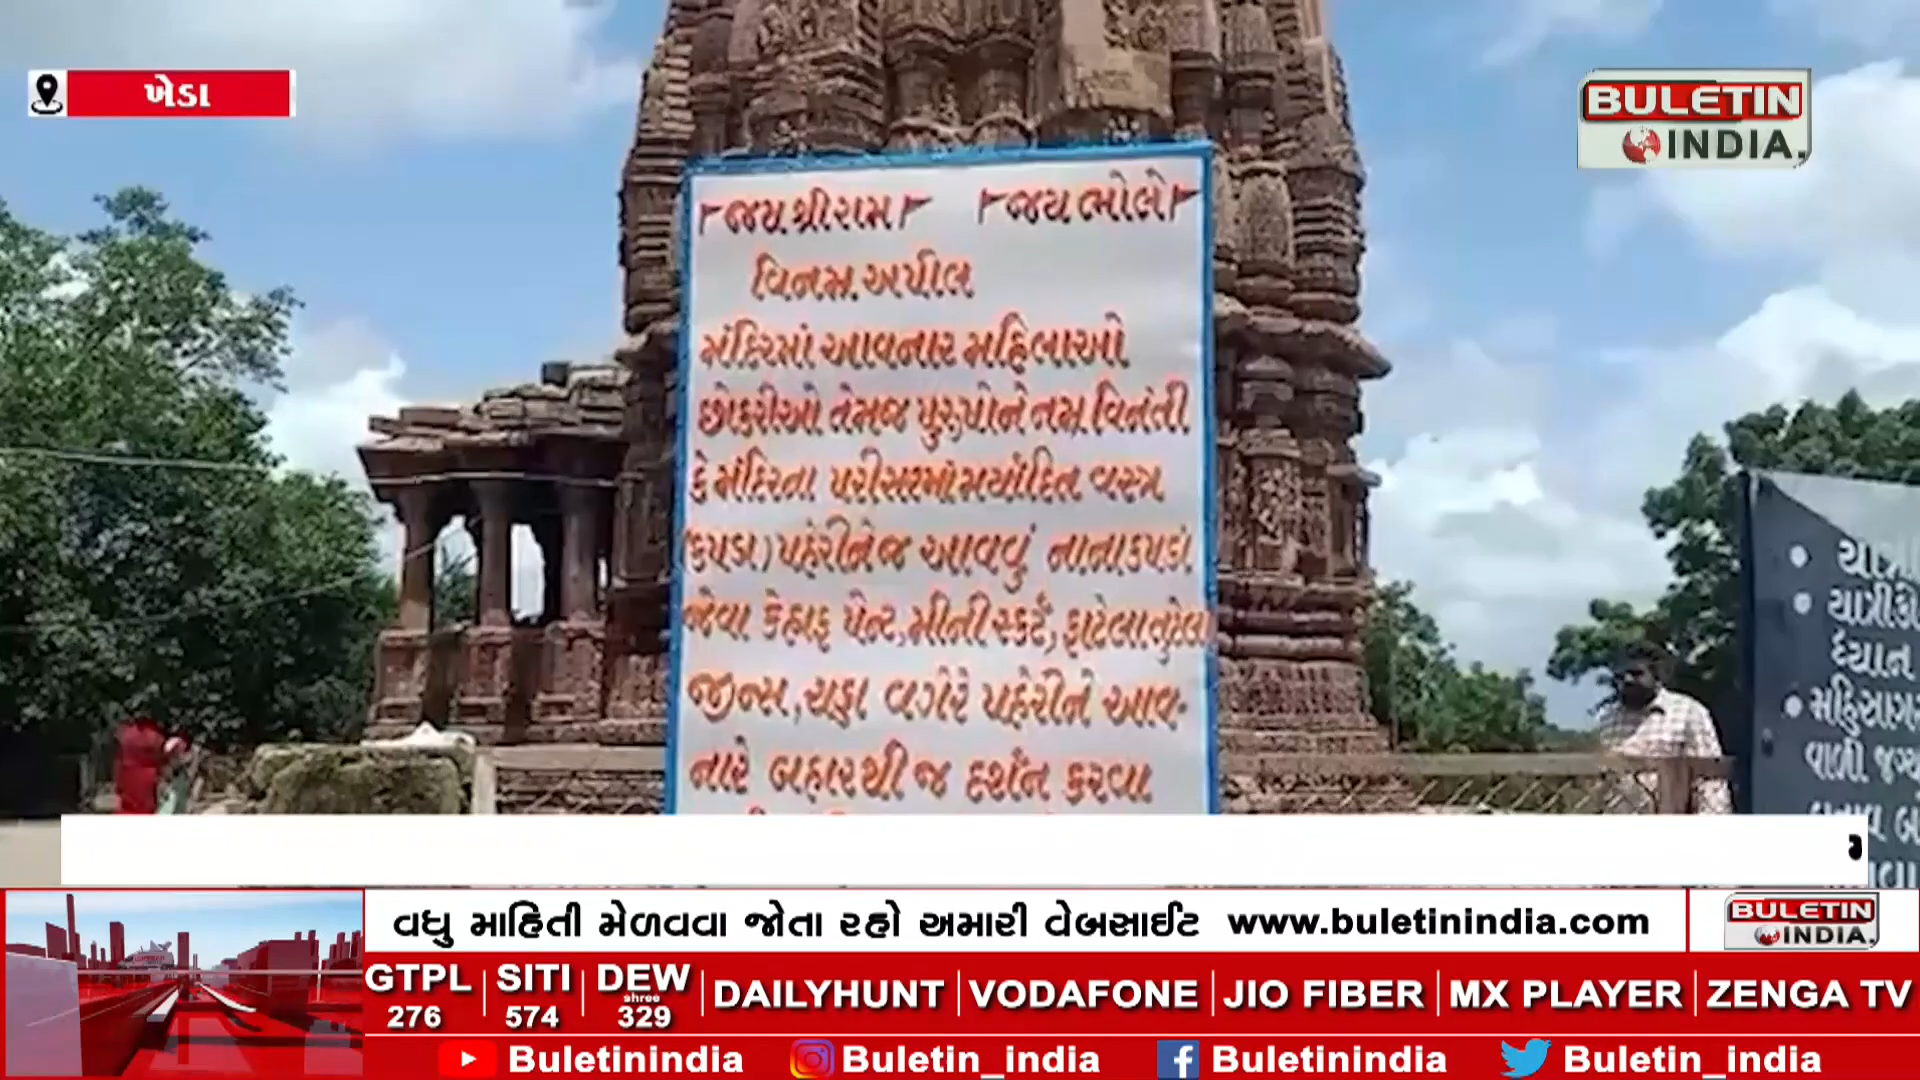 ખેડા
BULETIN
INDIA.
જય શ્રીરામ જય ભોલે
વિનમ્ર અપીલ
મંદિરમાં આવનાર મહિલાઓ
છોકરીઓ તેમજ પુરુષોને નમ્ર વિનંતી
કે મંદિરના પરીસરમાં મર્યાદિત વસ્ત્ર
(કપડા) પહેરીને જ આવવું નાના કપડાં
જેવા કે હાફ પેન્ટ, મીની સ્કર્ટ, ફાટેલા તુટેલા
જીન્સ, ચડ્ડા વગેરે પહેરીને આવ-
નારે બહારથી જ દર્શન કરવા
ધ્યાન
મહિસાગર
વાળી
વધુ માહિતી મેળવવા જોતા રહો અમારી વેબસાઈટ www.buletinindia.com
BULETIN
INDIA.
GTPL 276 | SITI 574 | DEW shree 329 | DAILYHUNT | VODAFONE | JIO FIBER | MX PLAYER | ZENGA TV
Buletinindia Buletin_india Buletinindia Buletin_india